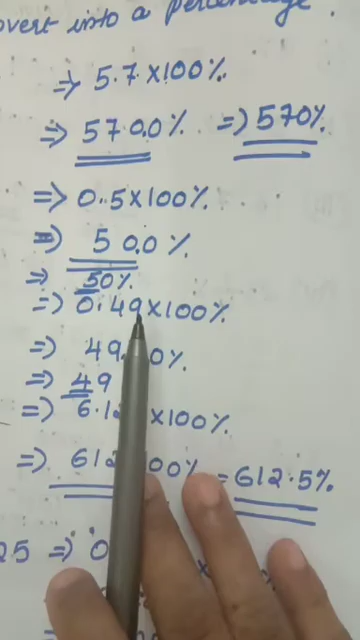 into a percentage.
=> 5.7 x 100%
=> 570.0% => 570%
=> 0.5 x 100%
=> 50.0%
=> 50%
=> 0.49 x 100%
=> 49. 0%
=> 49
=> 6.1 x 100%
=> 612 00% = 612.5%
25 => 0